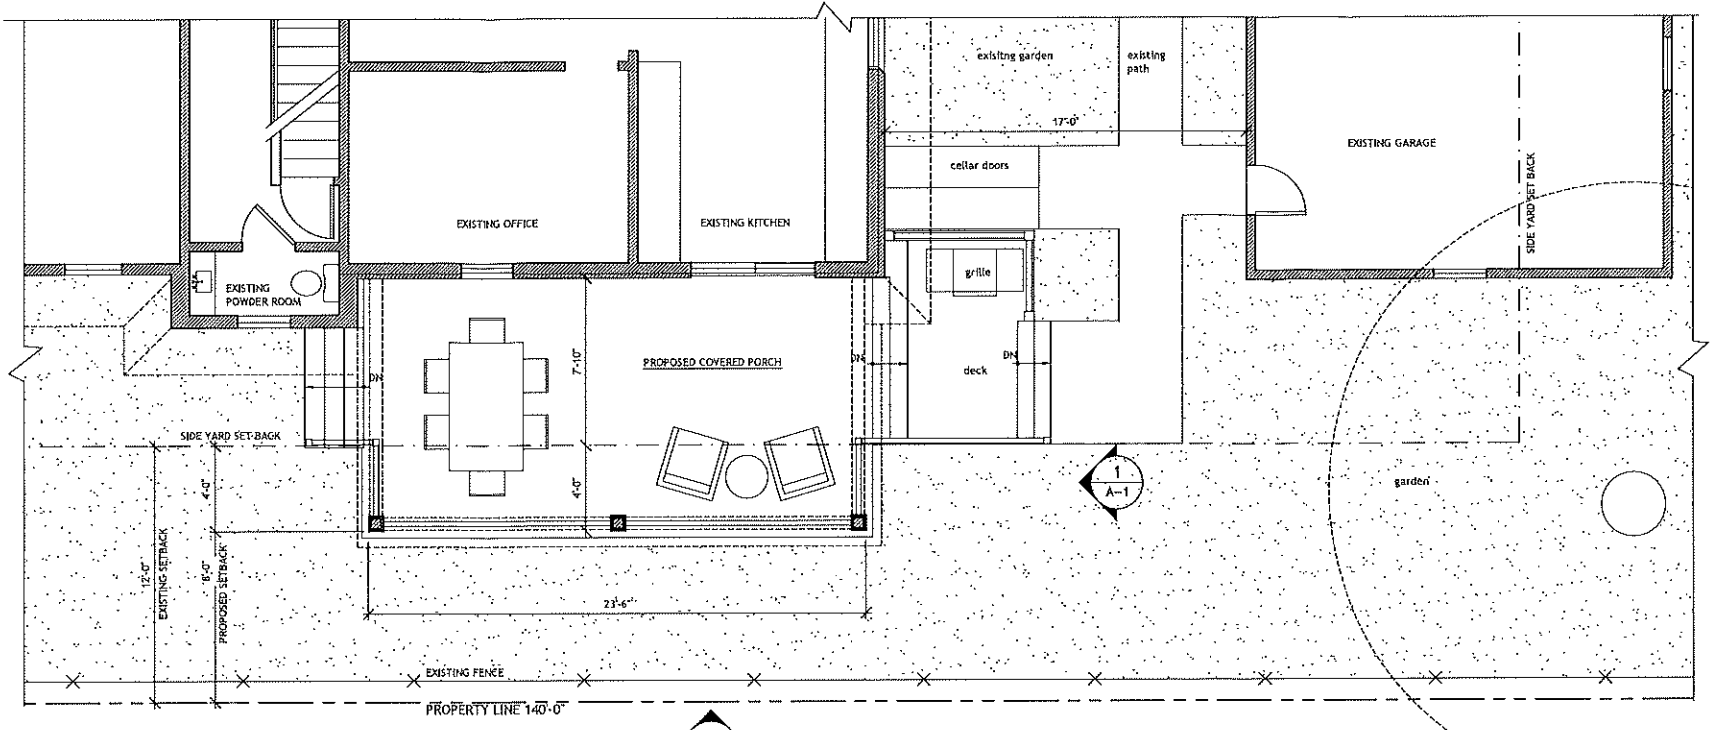 exisitng garden
existing
path
17'-0"
EXISTING GARAGE
cellar doors
SIDE YARD SET BACK
EXISTING OFFICE
EXISTING KITCHEN
grille
EXISTING
POWDER ROOM
PROPOSED COVERED PORCH
7'-10"
DN
DN
DN
deck
SIDE YARD SET-BACK
4'-0"
4'-0"
1
A-1
garden
12'-0"
EXISTING SETBACK
8'-0"
PROPOSED SETBACK
23'-6"
EXISTING FENCE
PROPERTY LINE 140'-0"